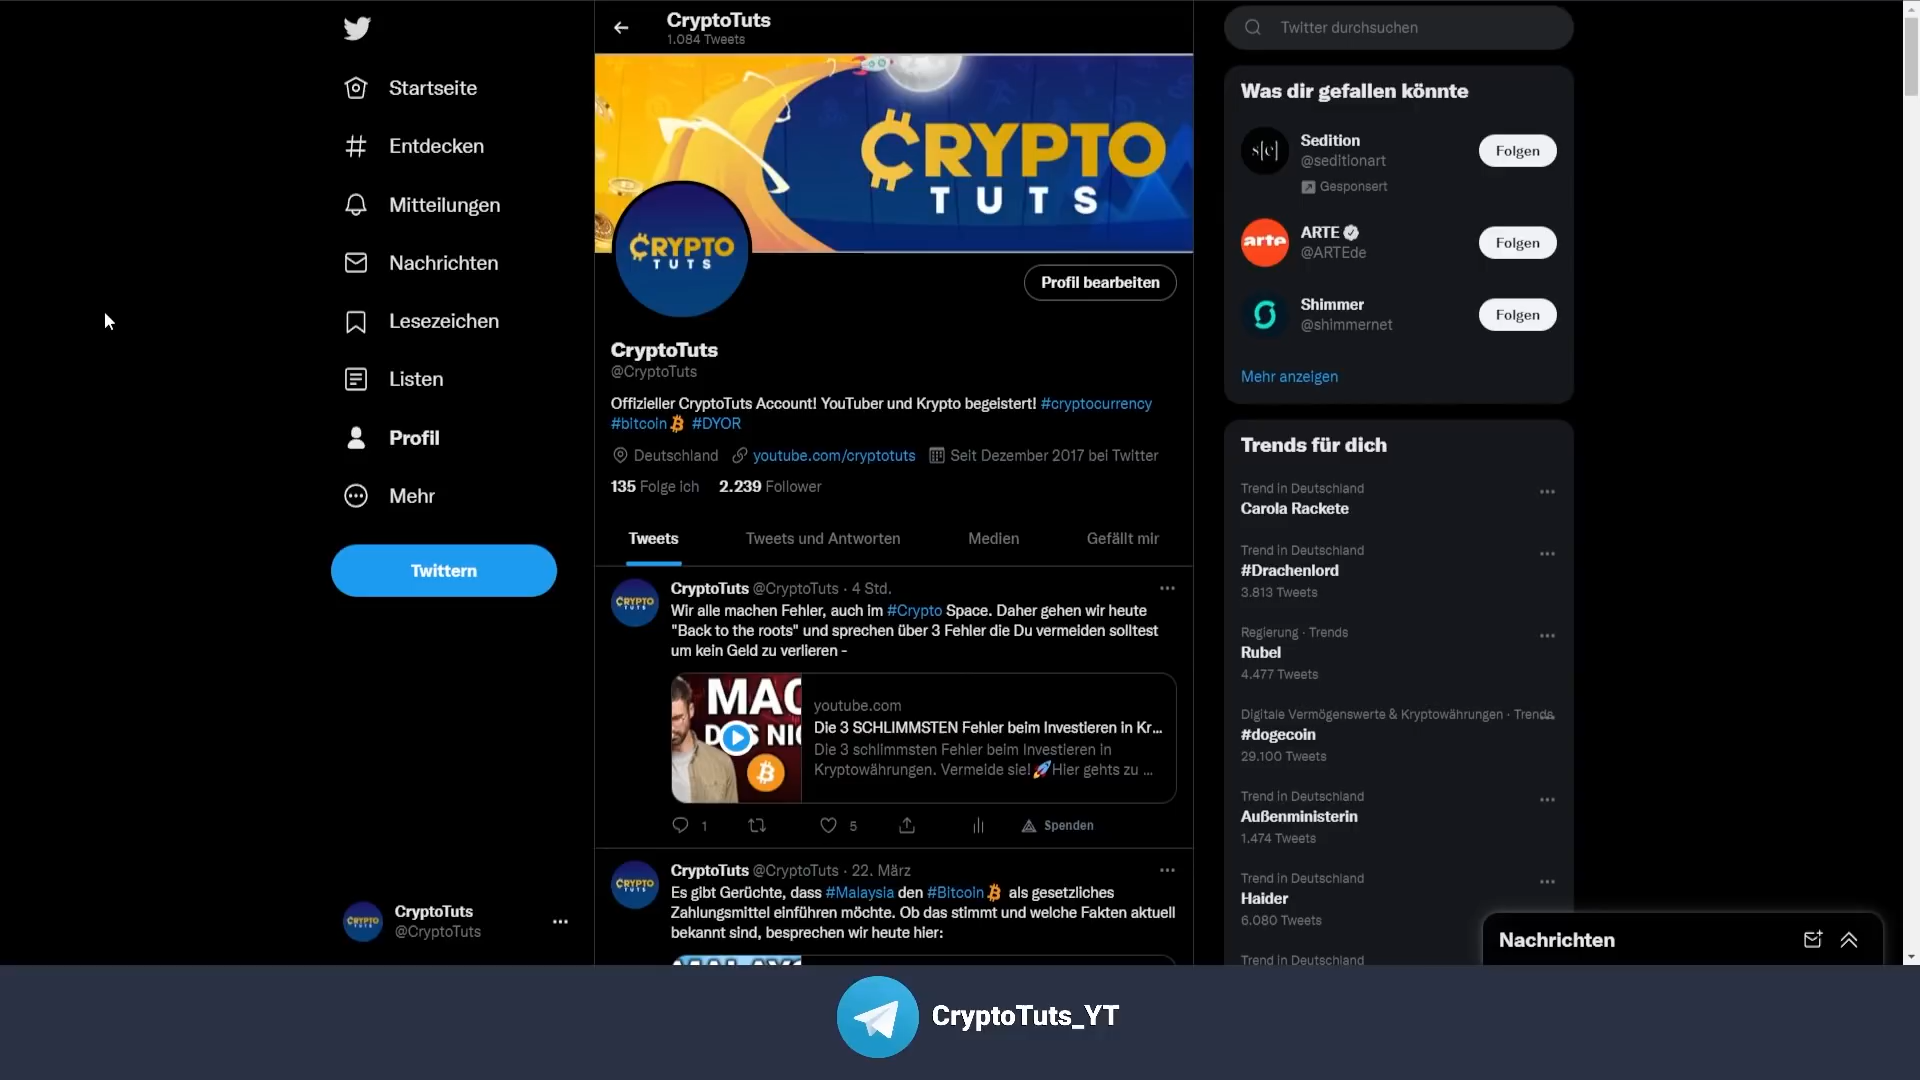 Startseite
Entdecken
Mitteilungen
Nachrichten
Lesezeichen
Listen
Profil
Mehr
Twittern
CryptoTuts
@CryptoTuts
CryptoTuts
1.084 Tweets
CRYPTO
TUTS
CRYPTO
TUTS
Profil bearbeiten
CryptoTuts
@CryptoTuts
Offizieller CryptoTuts Account! YouTuber und Krypto begeistert! #cryptocurrency
#bitcoin #DYOR
Deutschland youtube.com/cryptotuts Seit Dezember 2017 bei Twitter
135 Folge ich 2.239 Follower
Tweets Tweets und Antworten Medien Gefällt mir
CryptoTuts @CryptoTuts · 4 Std.
Wir alle machen Fehler, auch im #Crypto Space. Daher gehen wir heute
"Back to the roots" und sprechen über 3 Fehler die Du vermeiden solltest
um kein Geld zu verlieren -
youtube.com
Die 3 SCHLIMMSTEN Fehler beim Investieren in Kr...
Die 3 schlimmsten Fehler beim Investieren in
Kryptowährungen. Vermeide sie!🚀Hier gehts zu ...
1 5 Spenden
CryptoTuts @CryptoTuts · 22. März
Es gibt Gerüchte, dass #Malaysia den #Bitcoin als gesetzliches
Zahlungsmittel einführen möchte. Ob das stimmt und welche Fakten aktuell
bekannt sind, besprechen wir heute hier:
Twitter durchsuchen
Was dir gefallen könnte
s[e]
Sedition
@seditionart
Gesponsert
Folgen
arte
ARTE
@ARTEde
Folgen
Shimmer
@shimmernet
Folgen
Mehr anzeigen
Trends für dich
Trend in Deutschland
Carola Rackete
Trend in Deutschland
#Drachenlord
3.813 Tweets
Regierung · Trends
Rubel
4.477 Tweets
Digitale Vermögenswerte & Kryptowährungen · Trends
#dogecoin
29.100 Tweets
Trend in Deutschland
Außenministerin
1.474 Tweets
Trend in Deutschland
Haider
6.080 Tweets
Trend in Deutschland
Nachrichten
CryptoTuts_YT